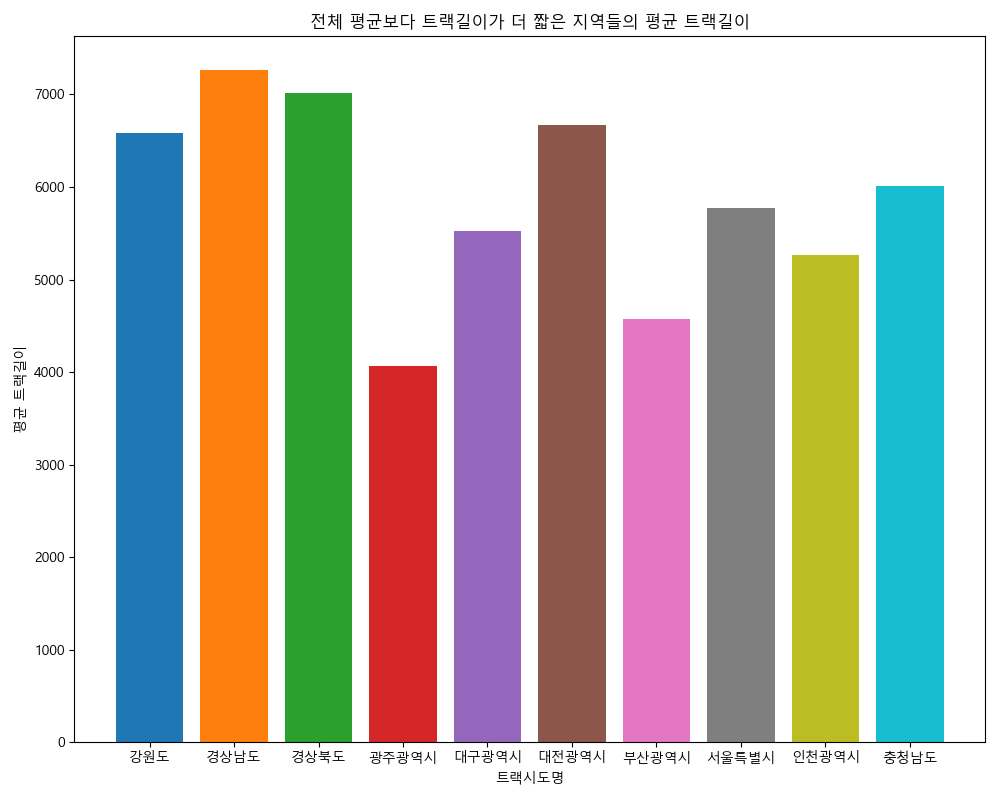 전체 평균보다 트랙길이가 더 짧은 지역들의 평균 트랙길이
평균 트랙길이
7000
6000
5000
4000
3000
2000
1000
0
강원도 경상남도 경상북도 광주광역시 대구광역시 대전광역시 부산광역시 서울특별시 인천광역시 충청남도
트랙시도명